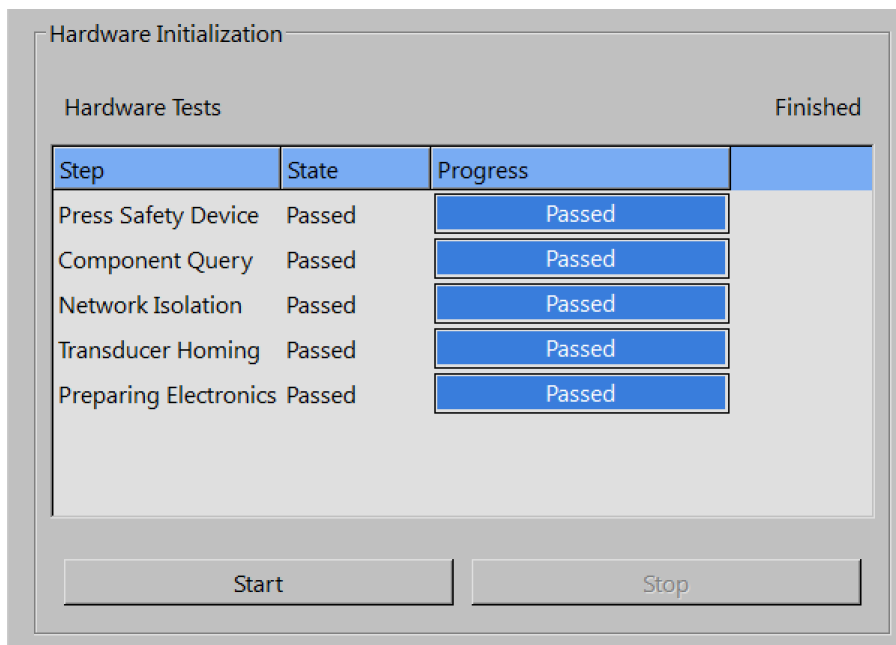 Hardware Initialization
Hardware Tests Finished
Step State Progress
Press Safety Device Passed Passed
Component Query Passed Passed
Network Isolation Passed Passed
Transducer Homing Passed Passed
Preparing Electronics Passed Passed
Start Stop